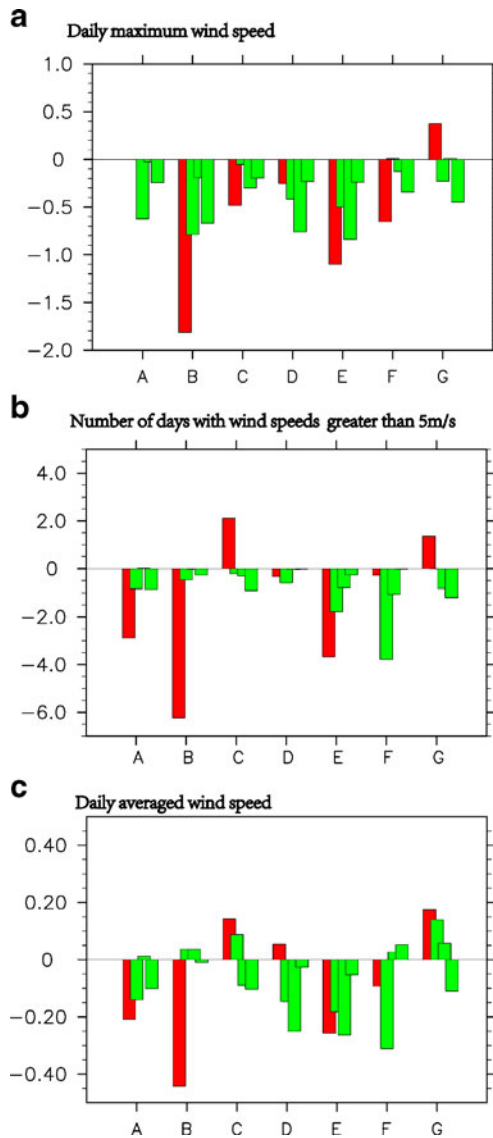 a
Daily maximum wind speed
1.0
0.5
0
−0.5
−1.0
−1.5
−2.0
A B C D E F G
b
Number of days with wind speeds greater than 5m/s
4.0
2.0
0
−2.0
−4.0
−6.0
A B C D E F G
c
Daily averaged wind speed
0.40
0.20
0
−0.20
−0.40
A B C D E F G